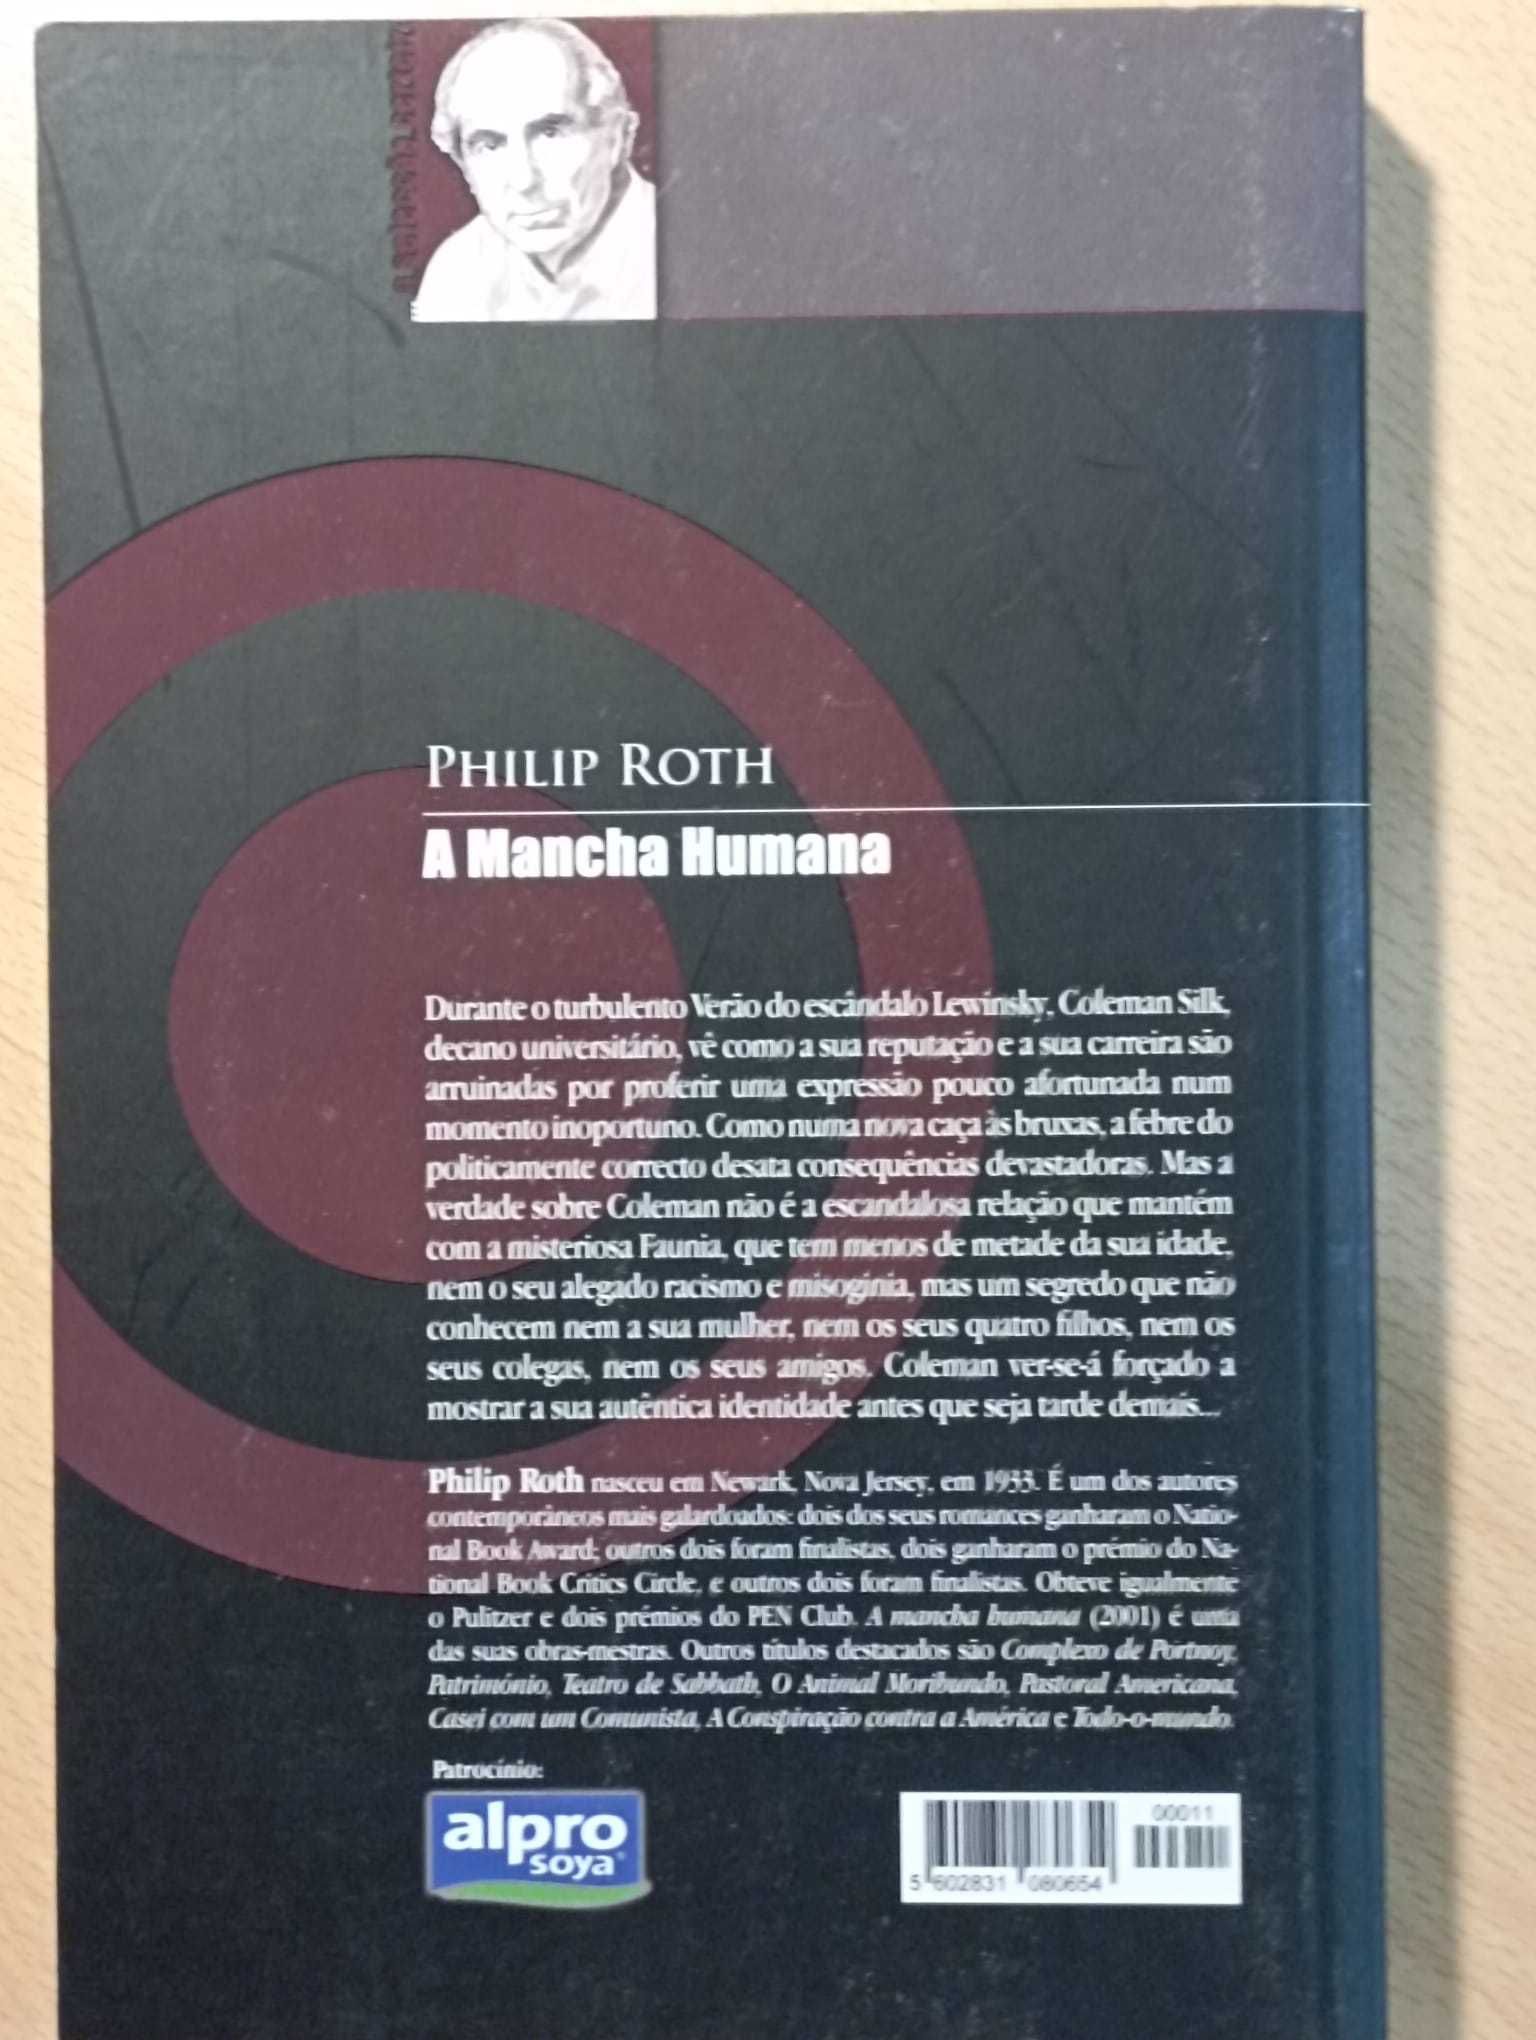 PHILIP ROTH
A Mancha Humana
Durante o turbulento Verão do escândalo Lewinsky, Coleman Silk,
decano universitário, vê como a sua reputação e a sua carreira são
arruinadas por proferir uma expressão pouco afortunada num
momento inoportuno. Como numa nova caça às bruxas, a febre do
politicamente correcto desata consequências devastadoras. Mas a
verdade sobre Coleman não é a escandalosa relação que mantém
com a misteriosa Faunia, que tem menos de metade da sua idade,
nem o seu alegado racismo e misoginia, mas um segredo que não
conhecem nem a sua mulher, nem os seus quatro filhos, nem os
seus colegas, nem os seus amigos. Coleman ver-se-á forçado a
mostrar a sua autêntica identidade antes que seja tarde demais...
Philip Roth nasceu em Newark, Nova Jersey, em 1933. É um dos autores
contemporâneos mais galardoados: dois dos seus romances ganharam o Natio-
nal Book Award; outros dois foram finalistas, dois ganharam o prémio do Na-
tional Book Critics Circle, e outros dois foram finalistas. Obteve igualmente
o Pulitzer e dois prémios do PEN Club. A mancha humana (2001) é uma
das suas obras-mestras. Outros títulos destacados são Complexo de Portnoy,
Património, Teatro de Sabbath, O Animal Moribundo, Pastoral Americana,
Casei com um Comunista, A Conspiração contra a América e Todo-o-mundo.
Patrocínio:
alpro
soya
00011
5 602831 080654